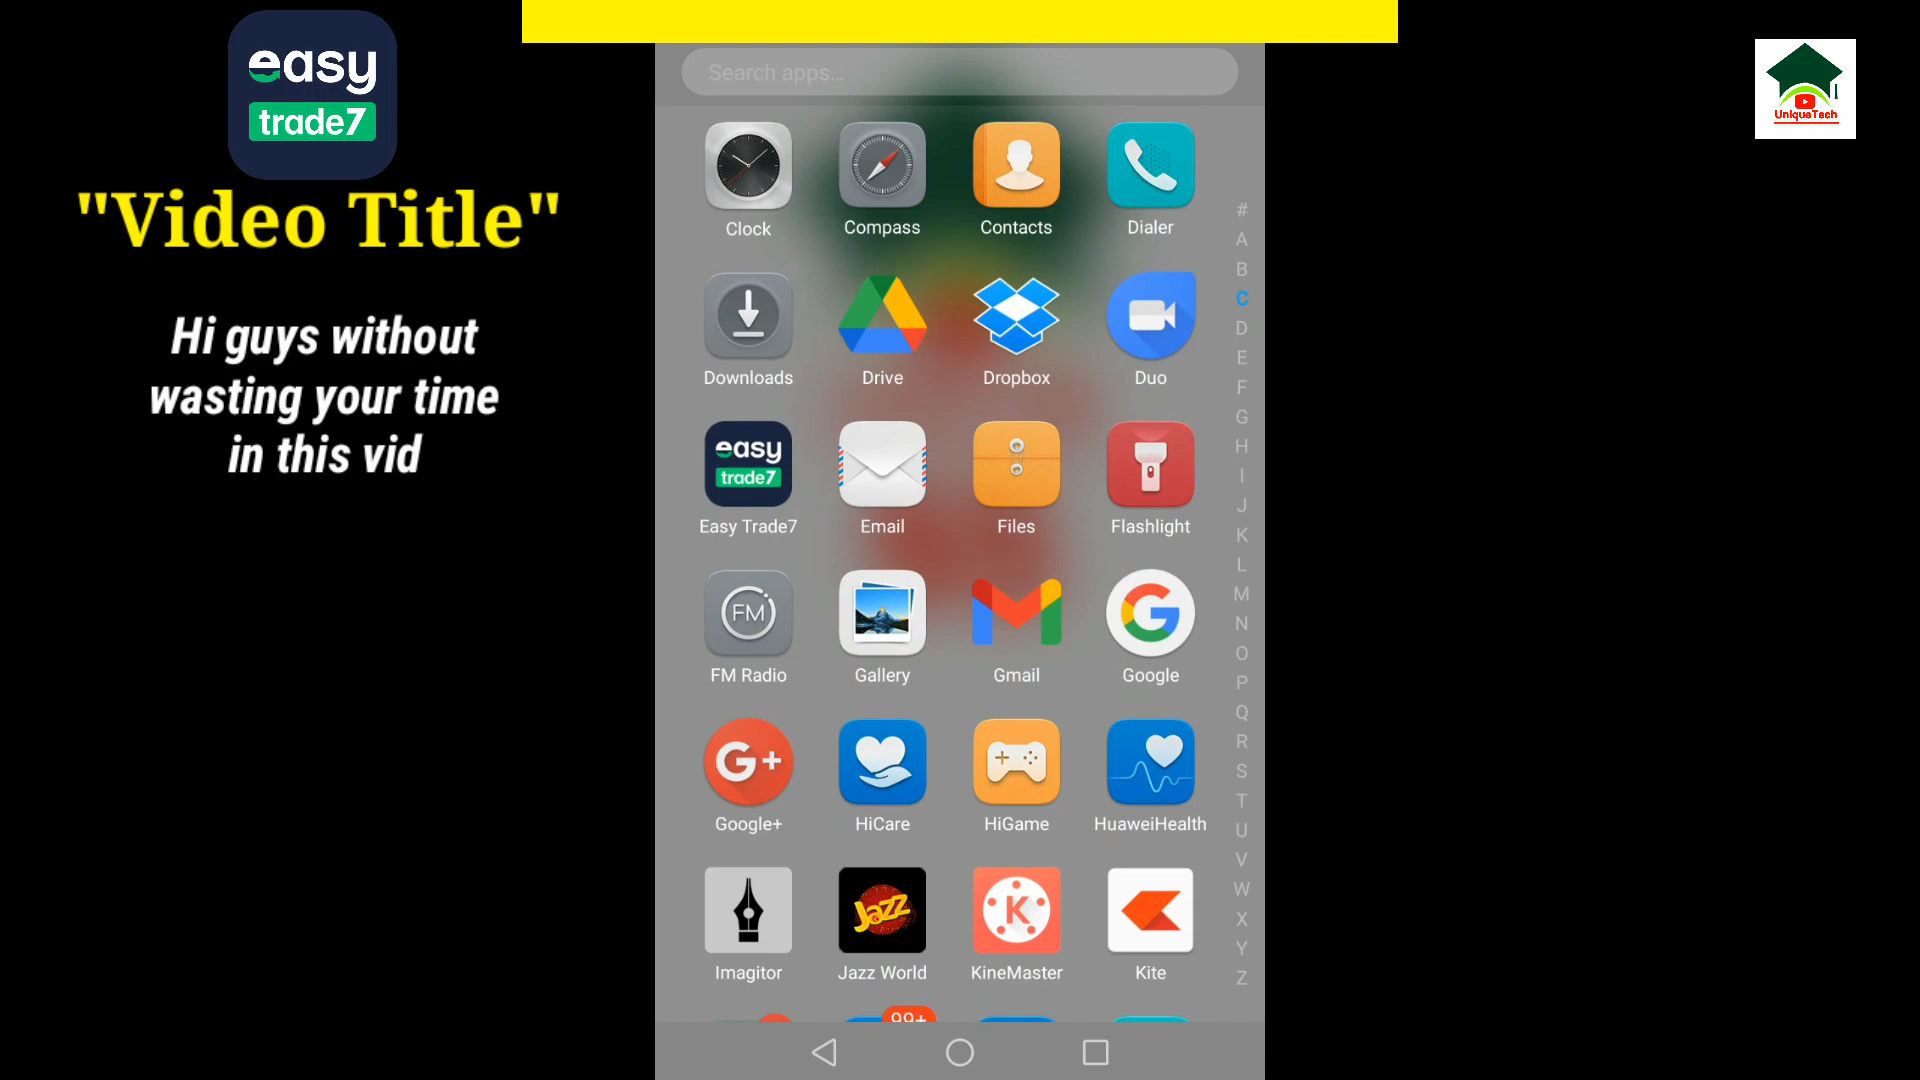 easy
trade7
"Video Title"
Hi guys without
wasting your time
in this vid
Search apps...
Clock
Compass
Contacts
Dialer
Downloads
Drive
Dropbox
Duo
easy
trade7
Easy Trade7
Email
Files
Flashlight
FM
FM Radio
Gallery
Gmail
G
Google
G+
Google+
HiCare
HiGame
HuaweiHealth
Imagitor
Jazz
Jazz World
K
KineMaster
Kite
99+
#
A
B
C
D
E
F
G
H
I
J
K
L
M
N
O
P
Q
R
S
T
U
V
W
X
Y
Z
UniqueTech